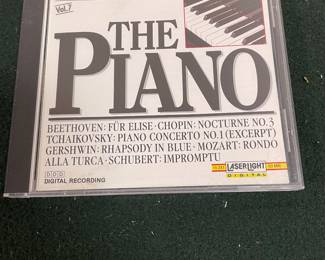 Vol. 7
THE
PIANO
BEETHOVEN: FÜR ELISE · CHOPIN: NOCTURNE NO. 3
TCHAIKOVSKY: PIANO CONCERTO NO. 1 (EXCERPT)
GERSHWIN: RHAPSODY IN BLUE · MOZART: RONDO
ALLA TURCA · SCHUBERT: IMPROMPTU
DDD
DIGITAL RECORDING
LASERLIGHT
DIGITAL